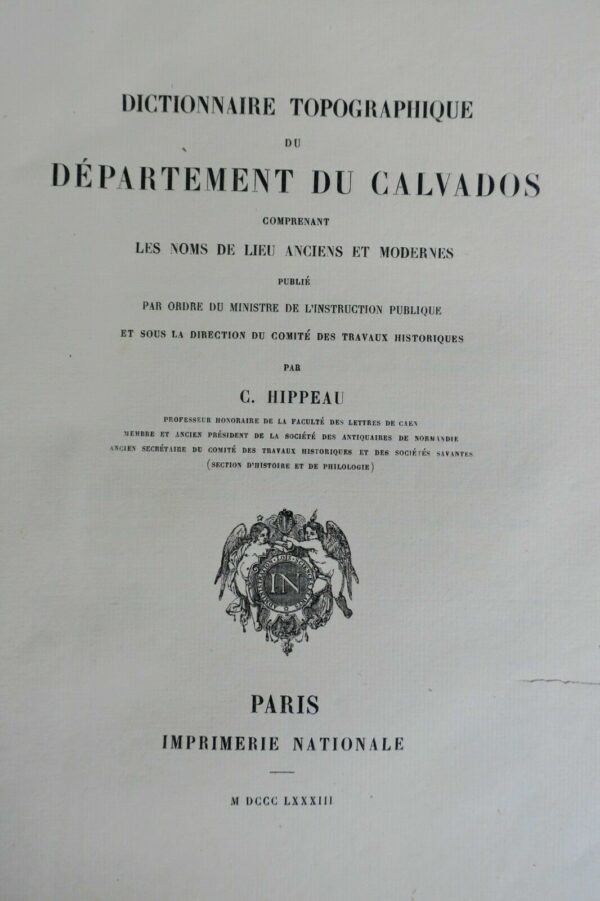 DICTIONNAIRE TOPOGRAPHIQUE
DU
DÉPARTEMENT DU CALVADOS
COMPRENANT
LES NOMS DE LIEU ANCIENS ET MODERNES
PUBLIÉ
PAR ORDRE DU MINISTRE DE L'INSTRUCTION PUBLIQUE
ET SOUS LA DIRECTION DU COMITÉ DES TRAVAUX HISTORIQUES
PAR
C. HIPPEAU
PROFESSEUR HONORAIRE DE LA FACULTÉ DES LETTRES DE CAEN
MEMBRE ET ANCIEN PRÉSIDENT DE LA SOCIÉTÉ DES ANTIQUAIRES DE NORMANDIE
ANCIEN SECRÉTAIRE DU COMITÉ DES TRAVAUX HISTORIQUES ET DES SOCIÉTÉS SAVANTES
(SECTION D'HISTOIRE ET DE PHILOLOGIE)
IN
PARIS
IMPRIMERIE NATIONALE
M DCCC LXXXIII